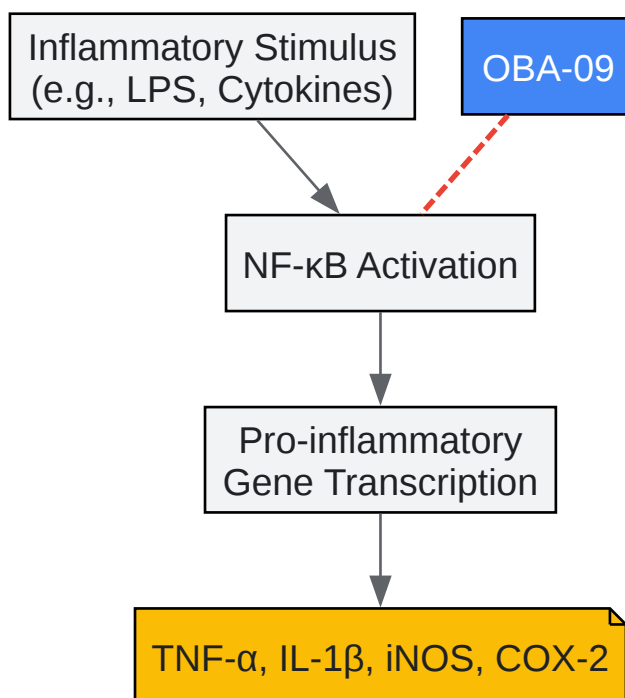 Inflammatory Stimulus
(e.g., LPS, Cytokines)
OBA-09
NF-κB Activation
Pro-inflammatory
Gene Transcription
TNF-α, IL-1β, iNOS, COX-2